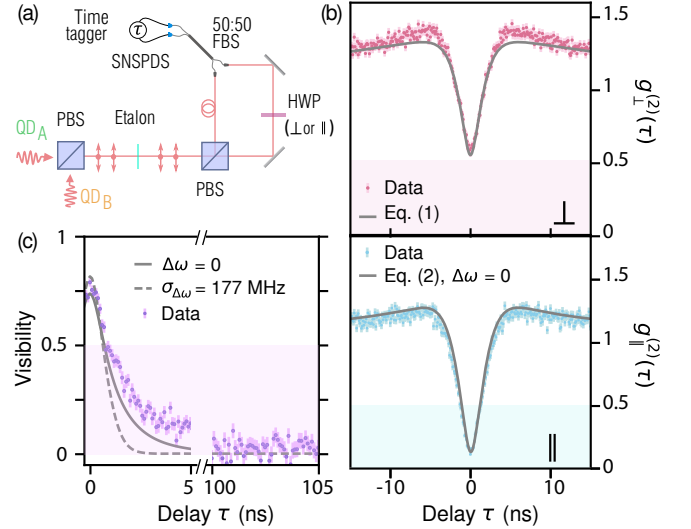 (a)
Time
tagger
τ
SNSPDS
50:50
FBS
HWP
(⊥or ∥)
QD_A
PBS
Etalon
QD_B
PBS
(b)
1.5
1
0.5
0
g_⊥^(2)(τ)
Data
Eq. (1)
⊥
Data
Eq. (2), Δω = 0
1.5
1
0.5
0
g_∥^(2)(τ)
∥
-10
0
10
Delay τ (ns)
(c)
1
0.5
0
Visibility
Δω = 0
σ_Δω = 177 MHz
Data
0
5
100
105
Delay τ (ns)